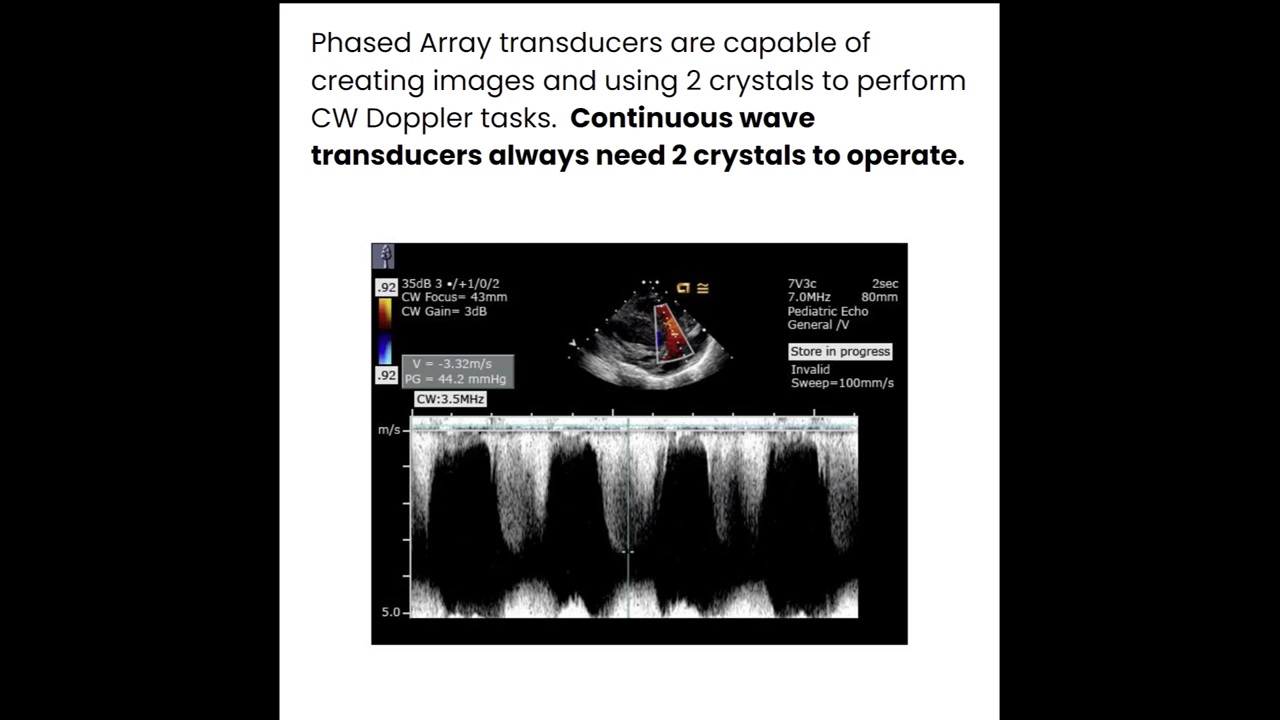 Phased Array transducers are capable of
creating images and using 2 crystals to perform
CW Doppler tasks. Continuous wave
transducers always need 2 crystals to operate.
.92
35dB 3 •/+1/0/2
CW Focus= 43mm
CW Gain= 3dB
7V3c 2sec
7.0MHz 80mm
Pediatric Echo
General /V
Store in progress
Invalid
Sweep=100mm/s
V = -3.32m/s
PG = 44.2 mmHg
.92
CW:3.5MHz
m/s
5.0